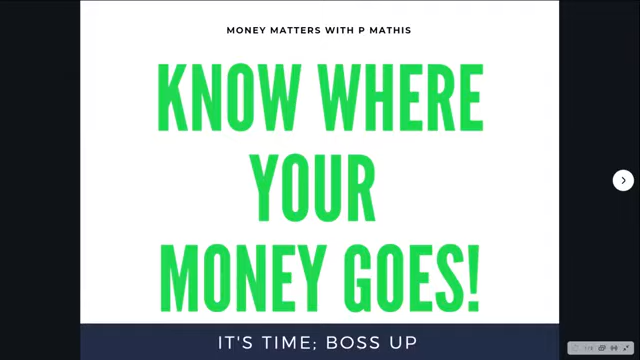 MONEY MATTERS WITH P MATHIS
KNOW WHERE
YOUR
MONEY GOES!
IT'S TIME; BOSS UP